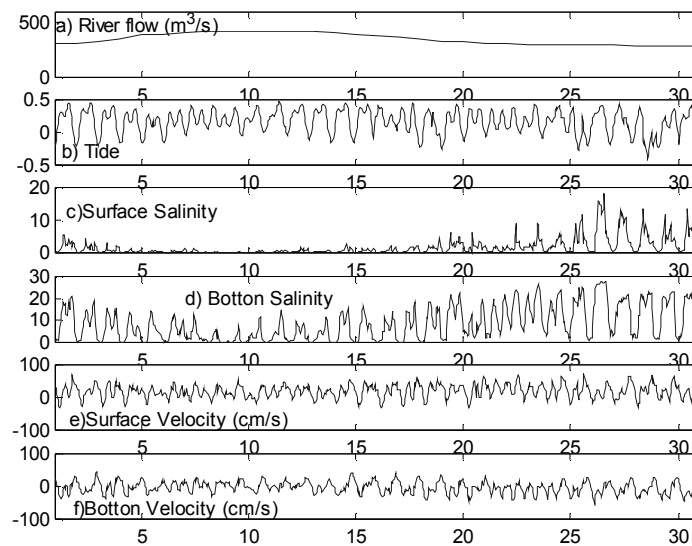 500
a) River flow (m³/s)
0
5 10 15 20 25 30
0.5
0
b) Tide
-0.5
5 10 15 20 25 30
20
c)Surface Salinity
10
0
5 10 15 20 25 30
30
d) Botton Salinity
20
10
0
5 10 15 20 25 30
100
0
e)Surface Velocity (cm/s)
-100
5 10 15 20 25 30
100
0
f)Botton Velocity (cm/s)
-100
5 10 15 20 25 30